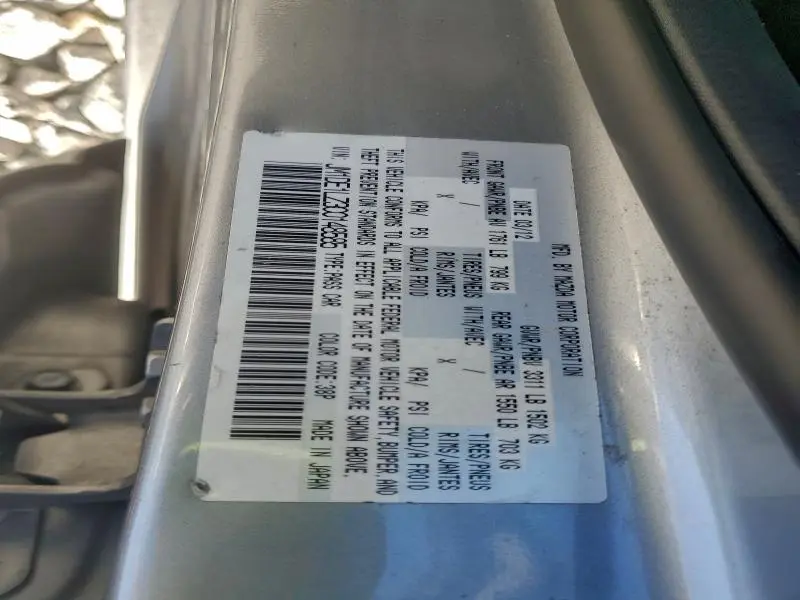 MFD. BY MAZDA MOTOR CORPORATION
DATE 03/12 GVWR/PNBV 3311 LB 1502 KG
FRONT GAWR/PNBE AV 1761 LB 799 KG REAR GAWR/PNBE AR 1550 LB 703 KG
WITH/AVEC / TIRES/PNEUS WITH/AVEC / TIRES/PNEUS
X RIMS/JANTES X RIMS/JANTES
KPA/ PSI COLD/A FROID KPA/ PSI COLD/A FROID
THIS VEHICLE CONFORMS TO ALL APPLICABLE FEDERAL MOTOR VEHICLE SAFETY, BUMPER, AND
THEFT PREVENTION STANDARDS IN EFFECT ON THE DATE OF MANUFACTURE SHOWN ABOVE.
VIN: JM1DE1LZ3C0148585 TYPE:PASS CAR COLOR CODE:38P MADE IN JAPAN